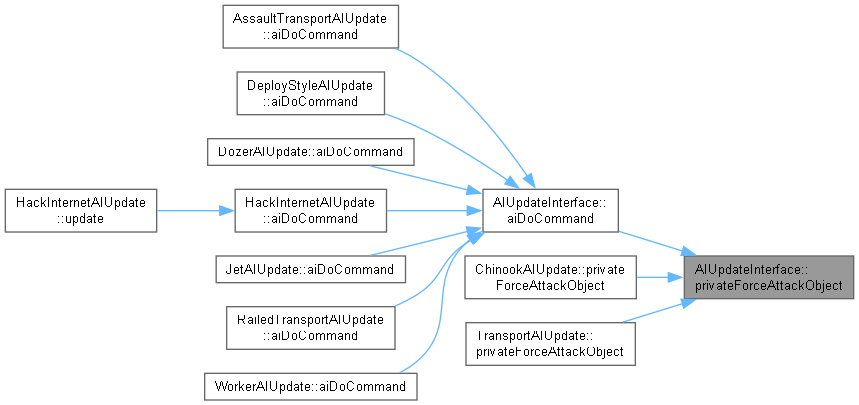 AssaultTransportAIUpdate
::aiDoCommand
DeployStyleAIUpdate
::aiDoCommand
DozerAIUpdate::aiDoCommand
HackInternetAIUpdate
::update
HackInternetAIUpdate
::aiDoCommand
AIUpdateInterface::
aiDoCommand
JetAIUpdate::aiDoCommand
ChinookAIUpdate::private
ForceAttackObject
AIUpdateInterface::
privateForceAttackObject
RailedTransportAIUpdate
::aiDoCommand
TransportAIUpdate::
privateForceAttackObject
WorkerAIUpdate::aiDoCommand